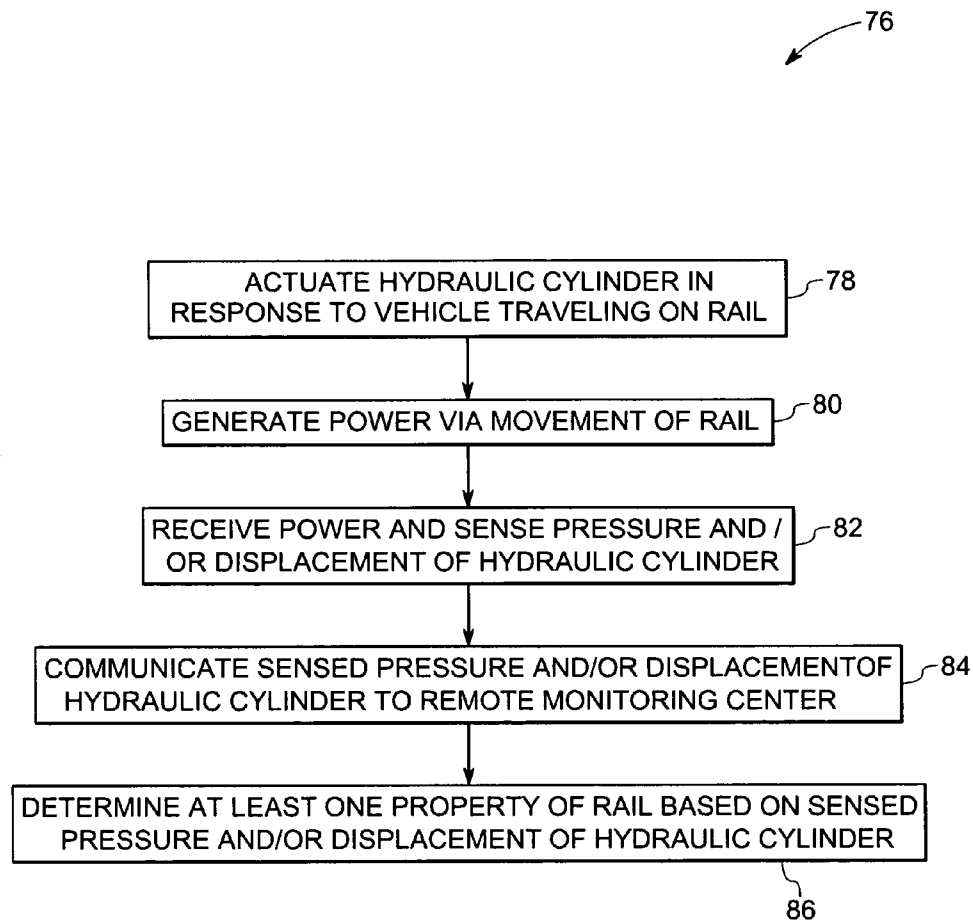 76
ACTUATE HYDRAULIC CYLINDER IN
RESPONSE TO VEHICLE TRAVELING ON RAIL
78
GENERATE POWER VIA MOVEMENT OF RAIL
80
RECEIVE POWER AND SENSE PRESSURE AND /
OR DISPLACEMENT OF HYDRAULIC CYLINDER
82
COMMUNICATE SENSED PRESSURE AND/OR DISPLACEMENTOF
HYDRAULIC CYLINDER TO REMOTE MONITORING CENTER
84
DETERMINE AT LEAST ONE PROPERTY OF RAIL BASED ON SENSED
PRESSURE AND/OR DISPLACEMENT OF HYDRAULIC CYLINDER
86